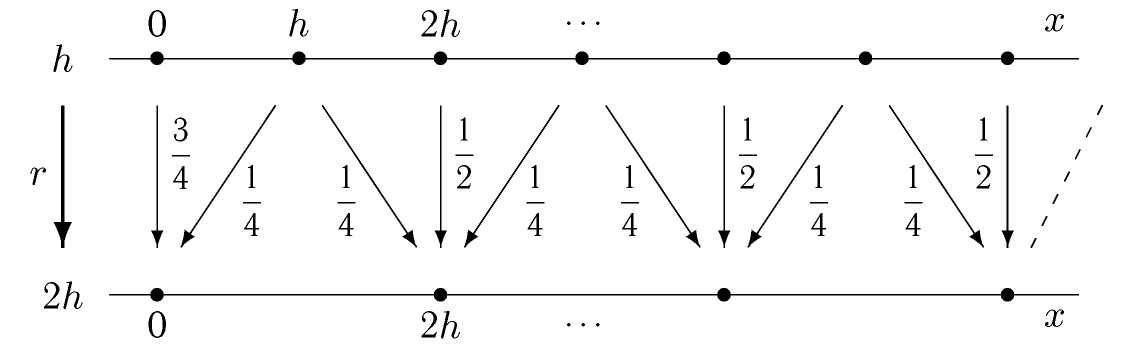 0 h 2h ··· x
h
r 3/4 1/4 1/4 1/2 1/4 1/4 1/2 1/4 1/4 1/2
2h
0 2h ··· x